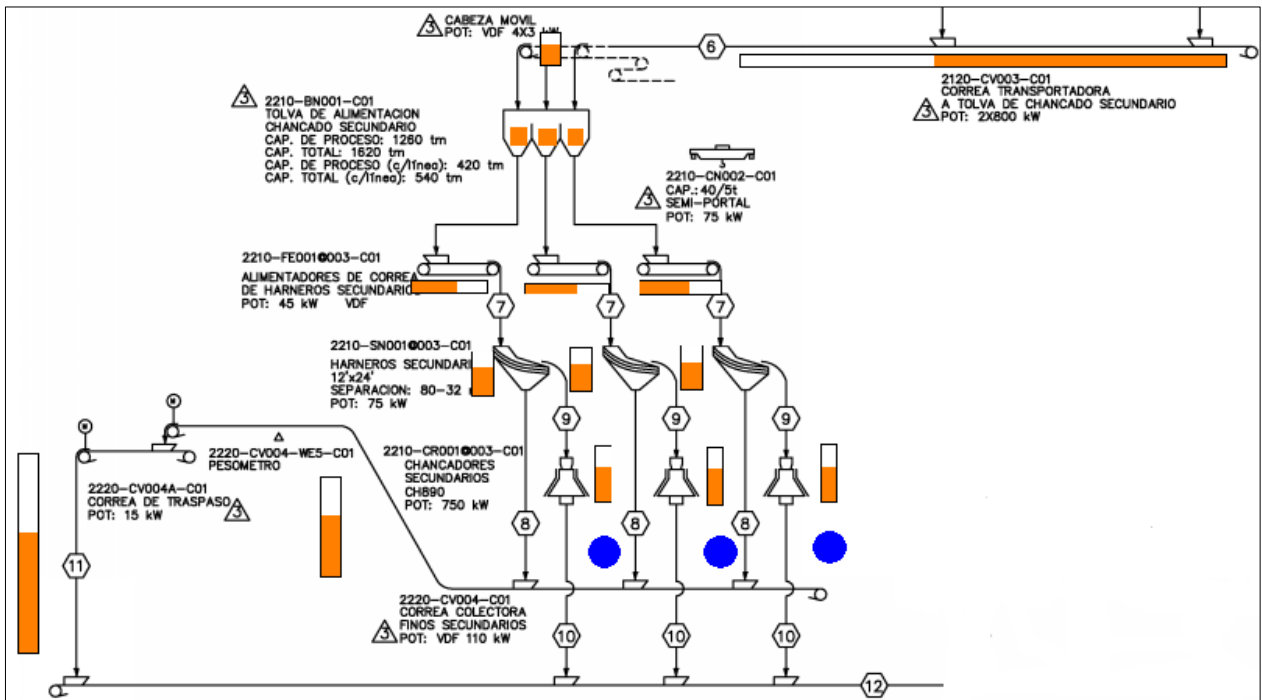 3 CABEZA MOVIL
POT: VDF 4X3 kW
6
2120-CV003-C01
CORREA TRANSPORTADORA
3 A TOLVA DE CHANCADO SECUNDARIO
POT: 2X800 kW
3 2210-BN001-C01
TOLVA DE ALIMENTACION
CHANCADO SECUNDARIO
CAP. DE PROCESO: 1260 tm
CAP. TOTAL: 1620 tm
CAP. DE PROCESO (c/línea): 420 tm
CAP. TOTAL (c/línea): 540 tm
2210-CN002-C01
3 CAP.: 40/5t
SEMI-PORTAL
POT: 75 kW
2210-FE001@003-C01
ALIMENTADORES DE CORREA
DE HARNEROS SECUNDARIOS
POT: 45 kW VDF
7 7 7
2210-SN001@003-C01
HARNEROS SECUNDARI
12'x24'
SEPARACION: 80-32
POT: 75 kW
M
M
9 9 9
2220-CV004-WE5-C01
PESOMETRO
2210-CR001@003-C01
CHANCADORES
SECUNDARIOS
CH890
POT: 750 kW
2220-CV004A-C01
CORREA DE TRASPASO 3
POT: 15 kW
8 8 8
11
2220-CV004-C01
CORREA COLECTORA
3 FINOS SECUNDARIOS
POT: VDF 110 kW
10 10 10
12